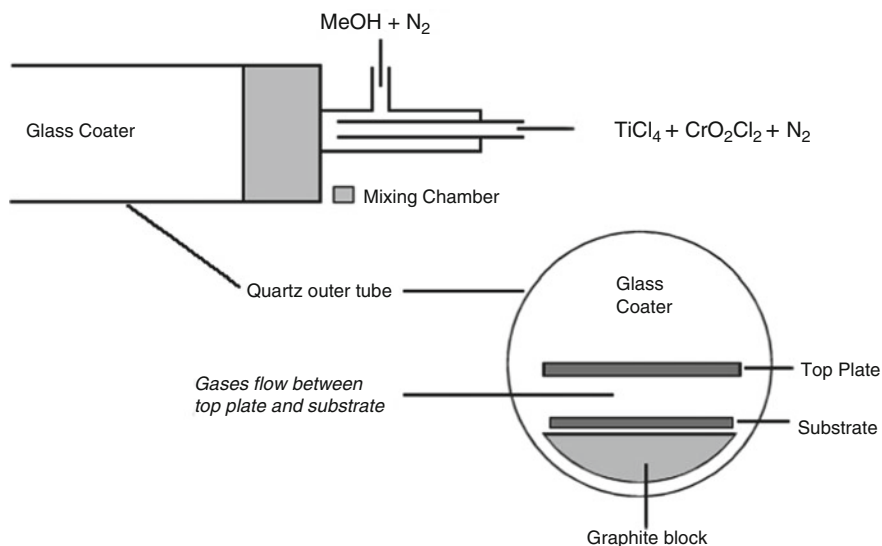 MeOH + N₂
Glass Coater
TiCl₄ + CrO₂Cl₂ + N₂
Mixing Chamber
Quartz outer tube
Glass
Coater
Top Plate
Gases flow between
top plate and substrate
Substrate
Graphite block